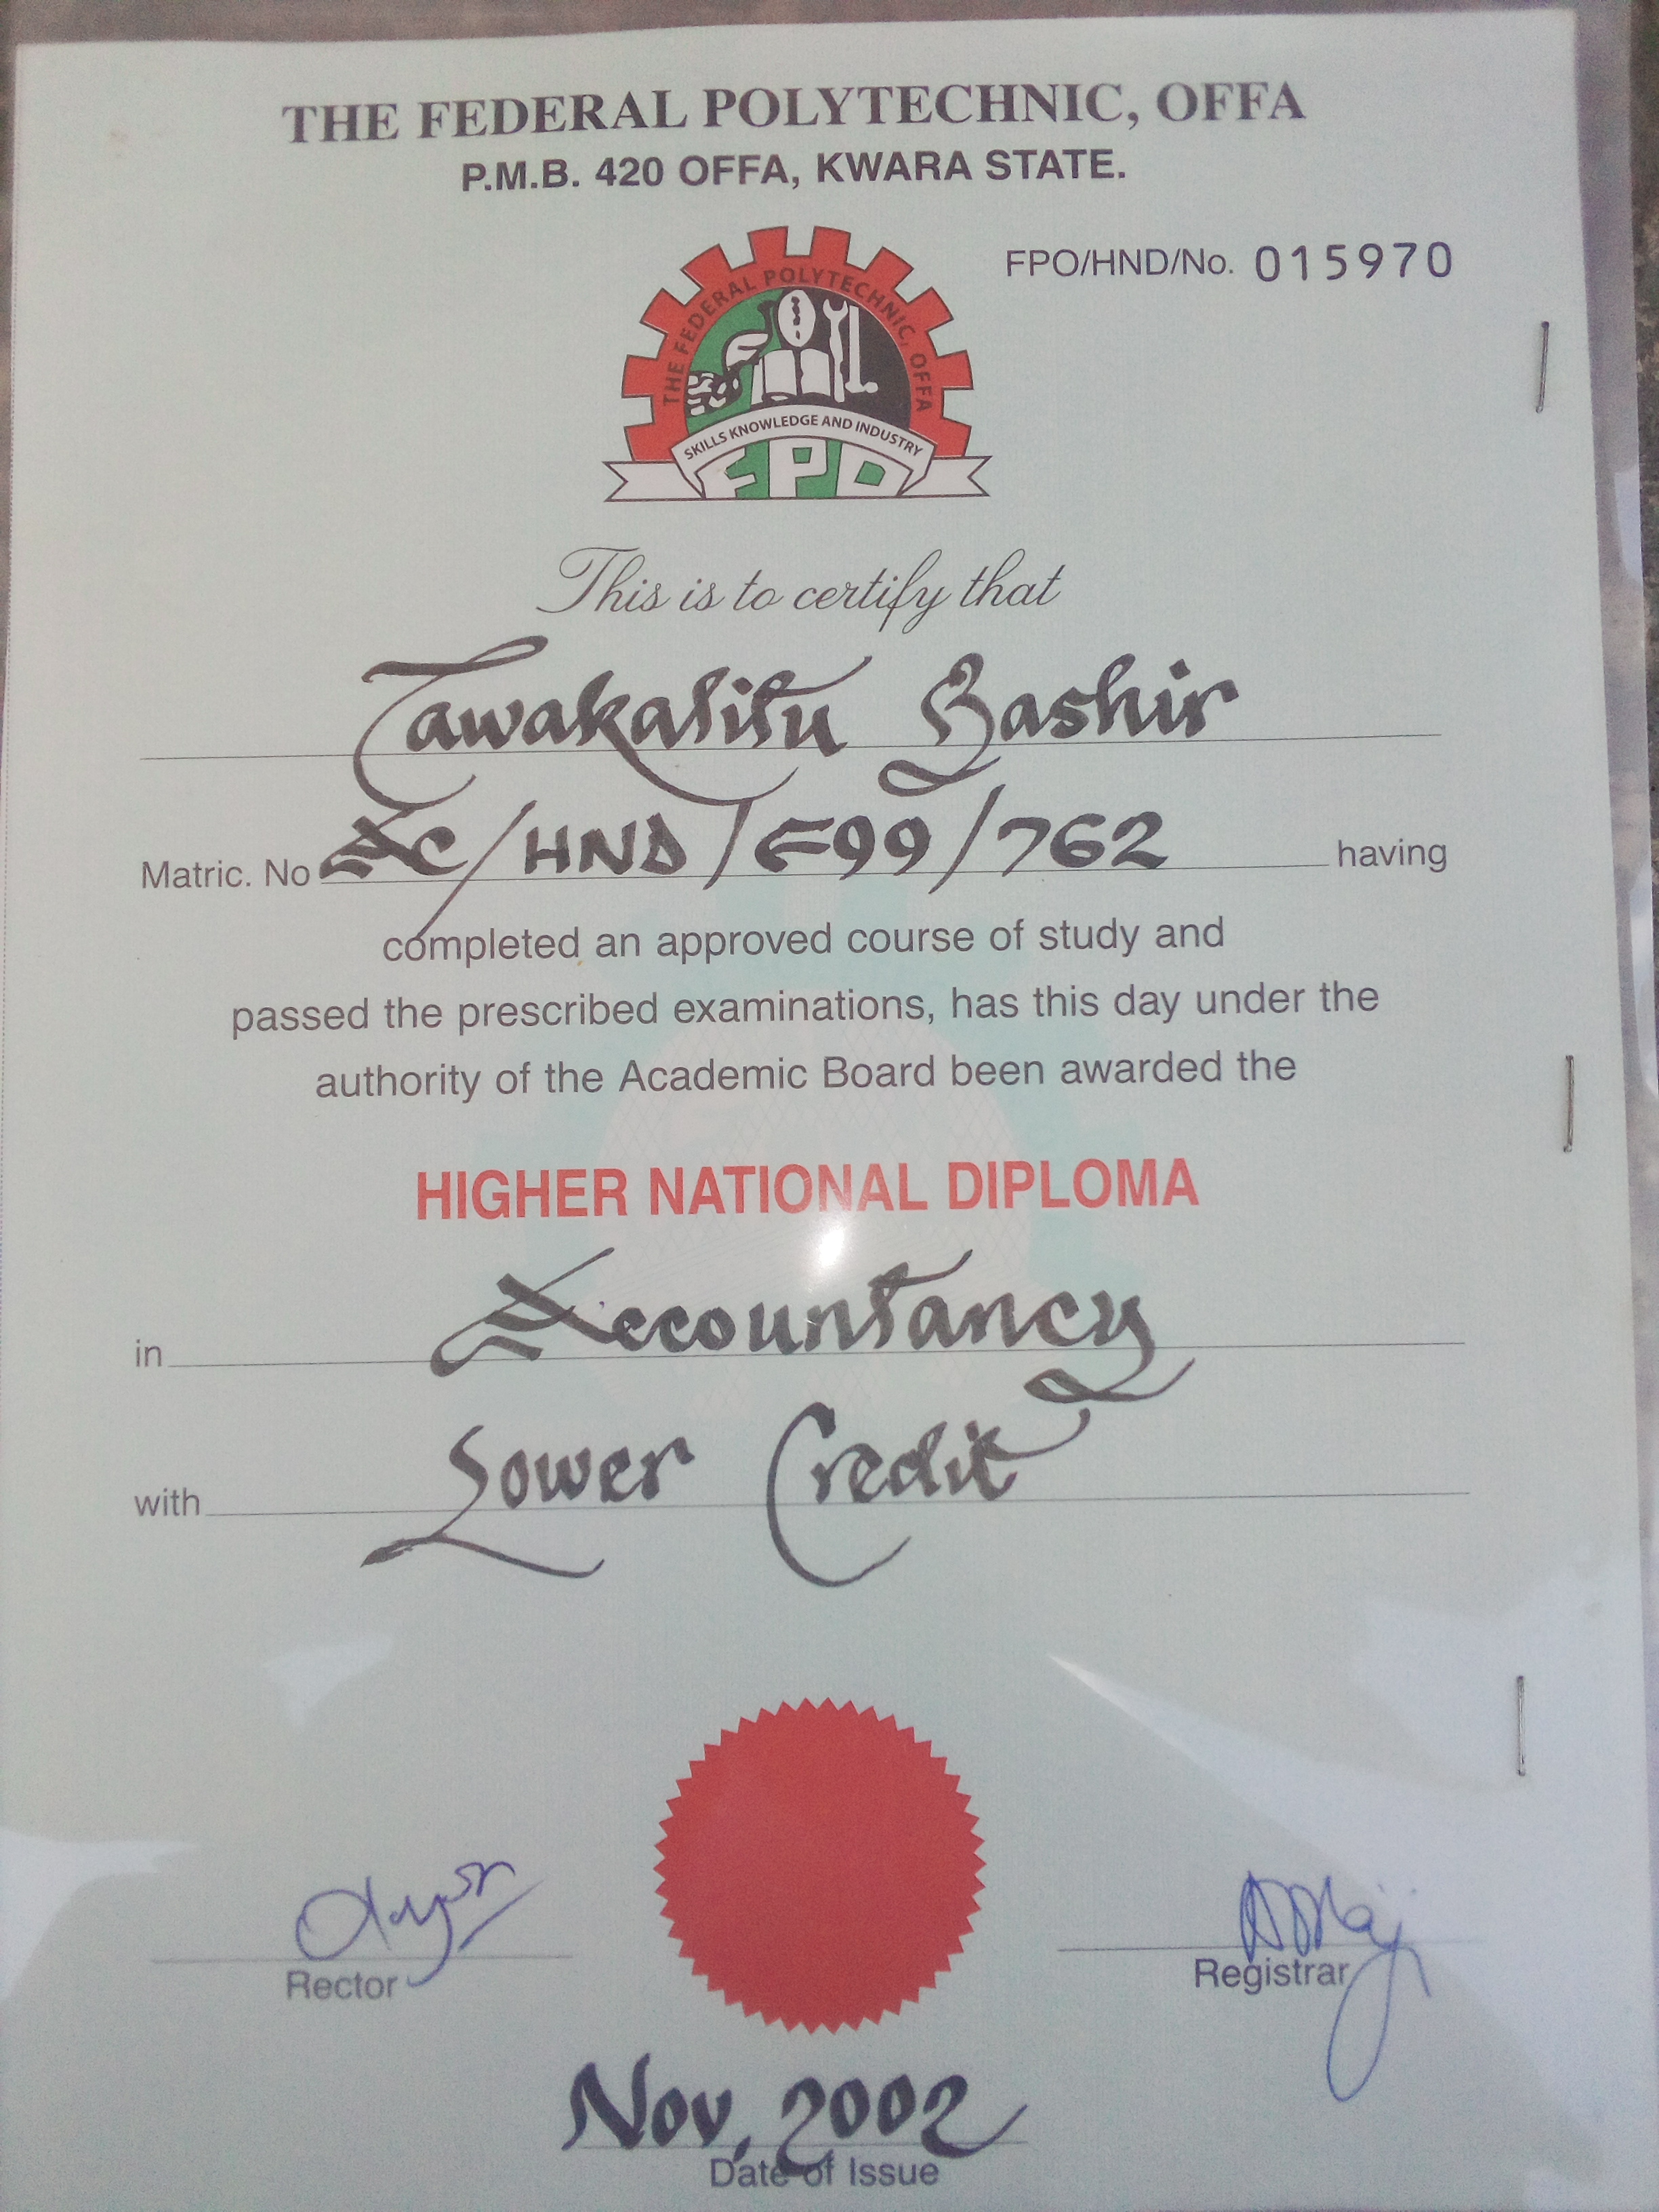 THE FEDERAL POLYTECHNIC, OFFA
P.M.B. 420 OFFA, KWARA STATE.
FPO/HND/No. 015970
THE FEDERAL POLYTECHNIC, OFFA
SKILLS KNOWLEDGE AND INDUSTRY
FPO
This is to certify that
Tawakalitu Bashir
Matric. No AC/HND/F99/762 having
completed an approved course of study and
passed the prescribed examinations, has this day under the
authority of the Academic Board been awarded the
HIGHER NATIONAL DIPLOMA
in Accountancy
with Lower Credit
Rector
Registrar
Nov, 2002
Date of Issue